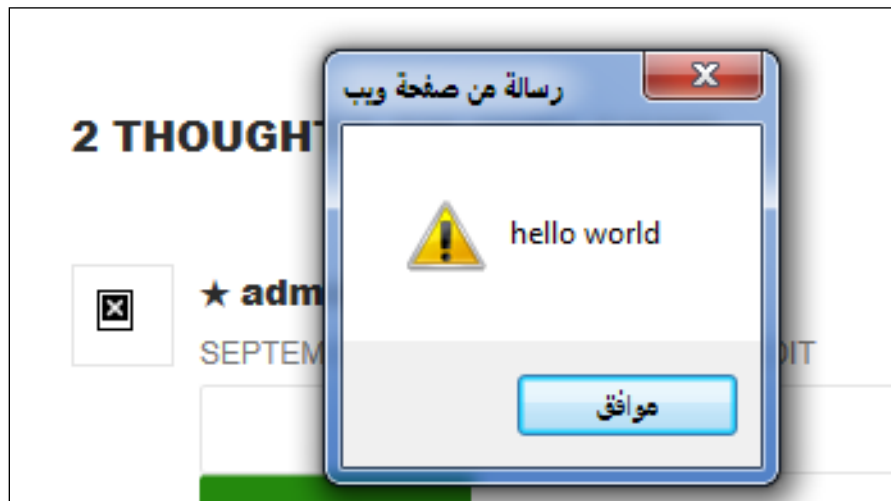 رسالة من صفحة ويب
2 THOUGHT
hello world
★ adm
SEPTEM
DIT
موافق